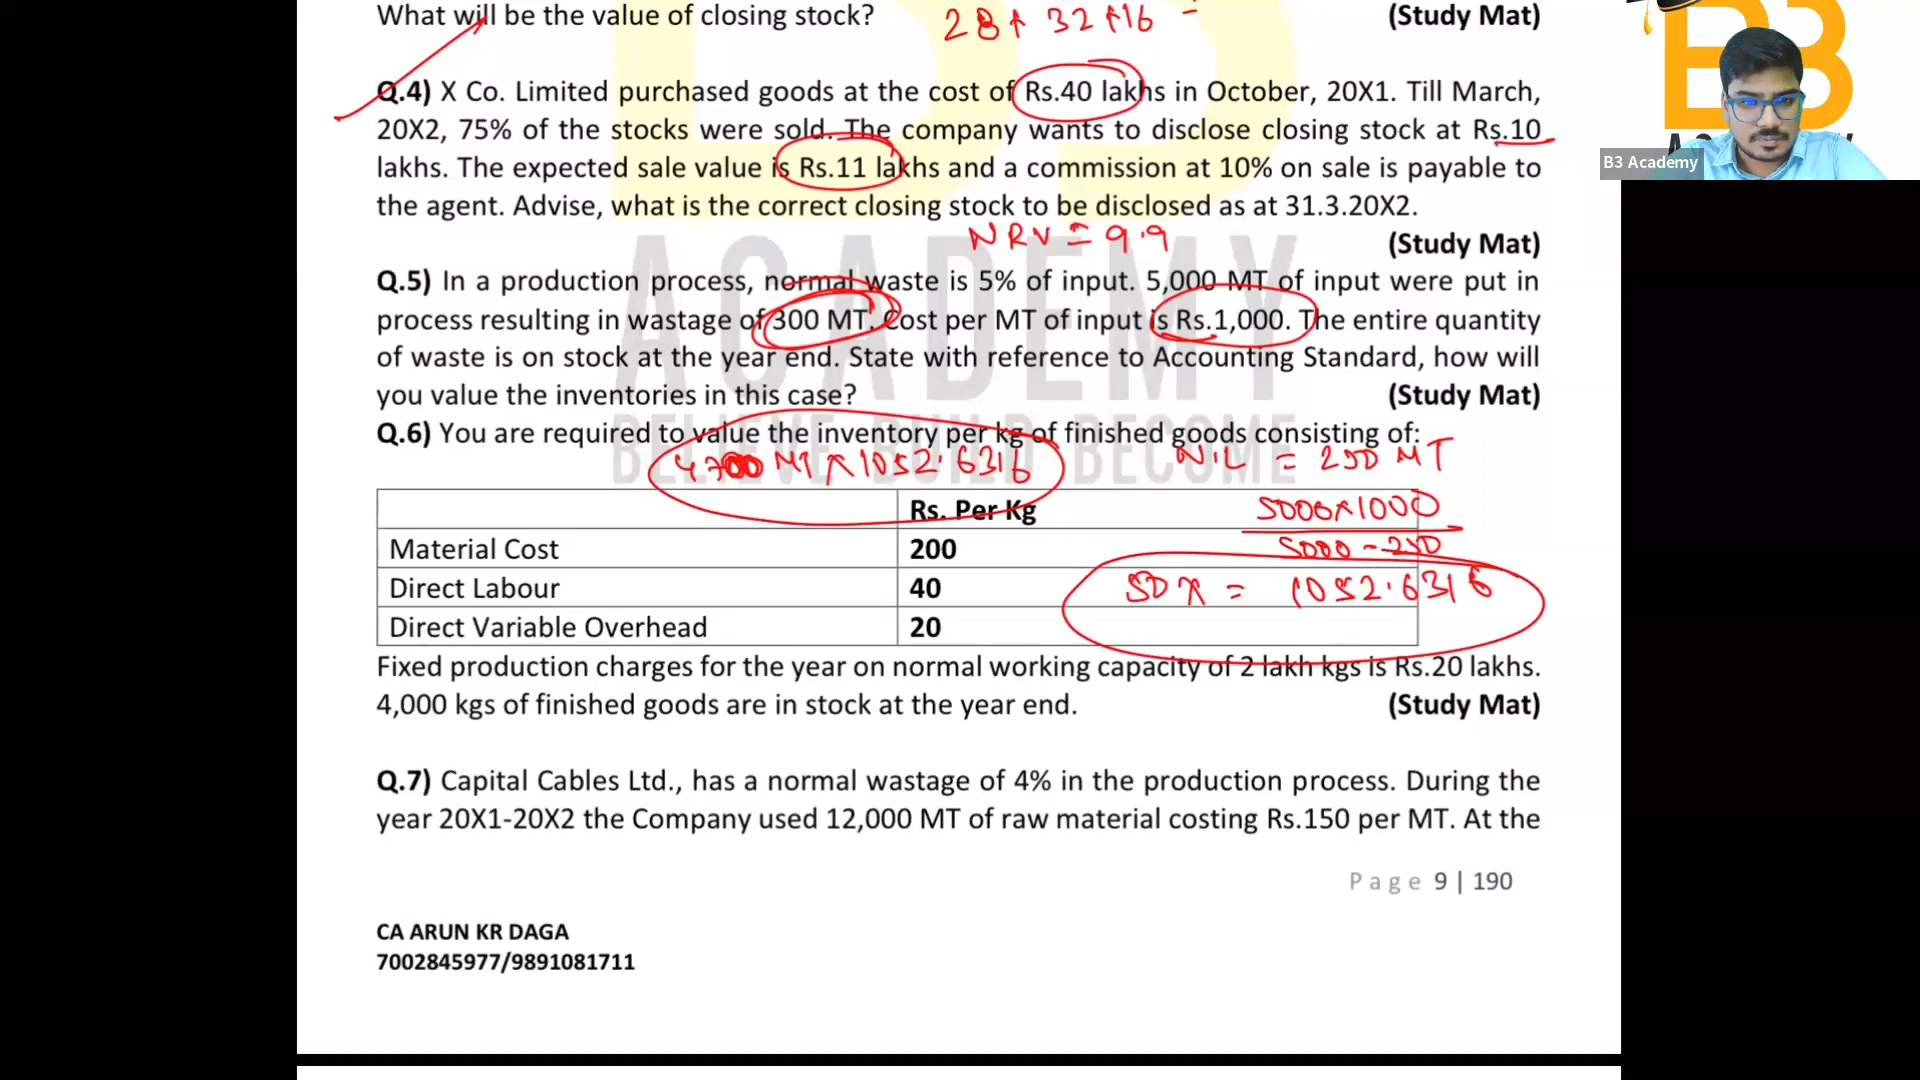 What will be the value of closing stock? (Study Mat)
28+ 32+16 =
Q.4) X Co. Limited purchased goods at the cost of Rs.40 lakhs in October, 20X1. Till March,
20X2, 75% of the stocks were sold. The company wants to disclose closing stock at Rs.10
lakhs. The expected sale value is Rs.11 lakhs and a commission at 10% on sale is payable to
the agent. Advise, what is the correct closing stock to be disclosed as at 31.3.20X2.
NRV = 9.9
(Study Mat)
Q.5) In a production process, normal waste is 5% of input. 5,000 MT of input were put in
process resulting in wastage of 300 MT. Cost per MT of input is Rs.1,000. The entire quantity
of waste is on stock at the year end. State with reference to Accounting Standard, how will
you value the inventories in this case? (Study Mat)
Q.6) You are required to value the inventory per kg of finished goods consisting of:
4700 MT x 1052.6316
N.L = 250 MT
Rs. Per Kg
5000x1000
Material Cost 200
5000 - 250
Direct Labour 40
= 1052.6316
Direct Variable Overhead 20
Fixed production charges for the year on normal working capacity of 2 lakh kgs is Rs.20 lakhs.
4,000 kgs of finished goods are in stock at the year end. (Study Mat)
Q.7) Capital Cables Ltd., has a normal wastage of 4% in the production process. During the
year 20X1-20X2 the Company used 12,000 MT of raw material costing Rs.150 per MT. At the
Page 9 | 190
CA ARUN KR DAGA
7002845977/9891081711
B3 Academy
ACADEMY
BELIEVE BUILD BECOME